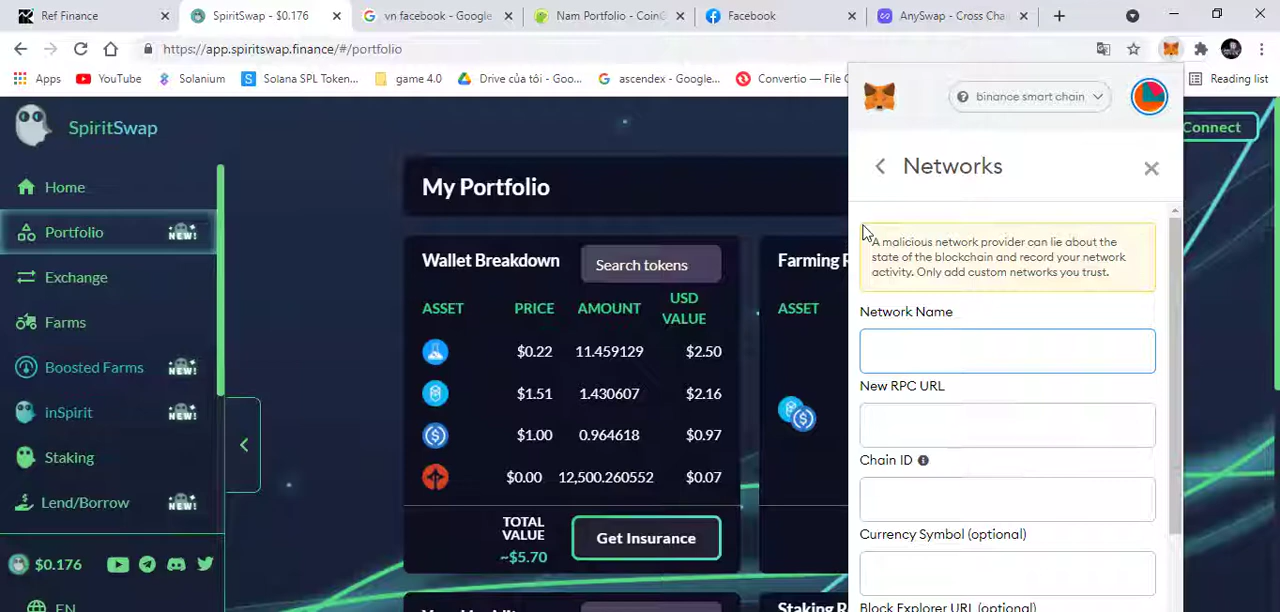 Ref Finance
SpiritSwap - $0.176
vn facebook - Google
Nam Portfolio - CoinG
Facebook
AnySwap - Cross Cha
https://app.spiritswap.finance/#/portfolio
Apps
YouTube
Solanium
Solana SPL Token...
game 4.0
Drive của tôi - Goo...
ascendex - Google...
Convertio — File C
Reading list
SpiritSwap
binance smart chain
Connect
Home
Portfolio
NEW!
Exchange
Farms
Boosted Farms
NEW!
inSpirit
NEW!
Staking
Lend/Borrow
NEW!
$0.176
EN
My Portfolio
Wallet Breakdown
Search tokens
ASSET PRICE AMOUNT USD
VALUE
$0.22 11.459129 $2.50
$1.51 1.430607 $2.16
$1.00 0.964618 $0.97
$0.00 12,500.260552 $0.07
TOTAL
VALUE
~$5.70
Get Insurance
Farming R
ASSET
Staking R
Networks
A malicious network provider can lie about the
state of the blockchain and record your network
activity. Only add custom networks you trust.
Network Name
New RPC URL
Chain ID
Currency Symbol (optional)
Block Explorer URL (optional)